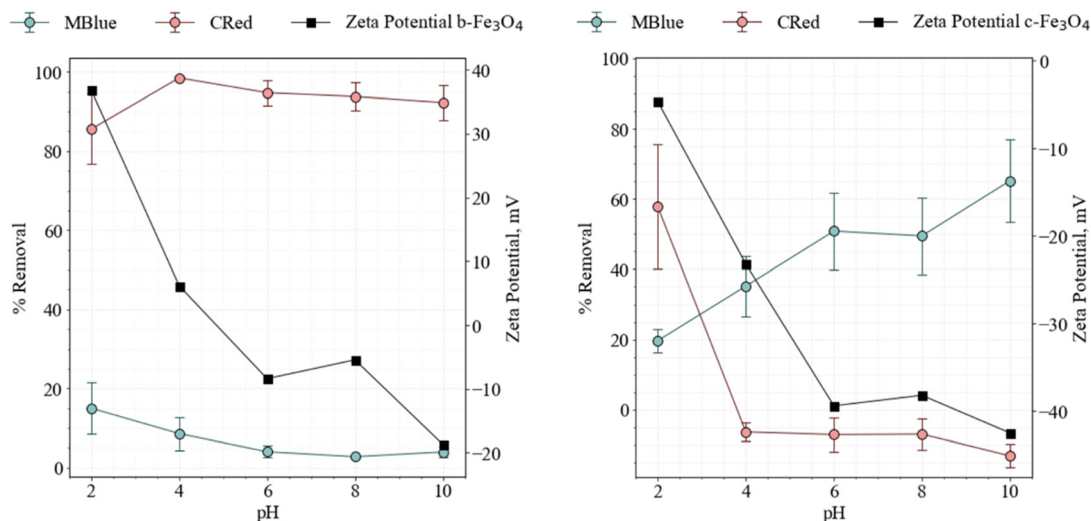 MBlue CRed Zeta Potential b-Fe₃O₄
100
80
60
40
20
0
% Removal
40
30
20
10
0
−10
−20
Zeta Potential, mV
2 4 6 8 10
pH
MBlue CRed Zeta Potential c-Fe₃O₄
100
80
60
40
20
0
% Removal
0
−10
−20
−30
−40
Zeta Potential, mV
2 4 6 8 10
pH